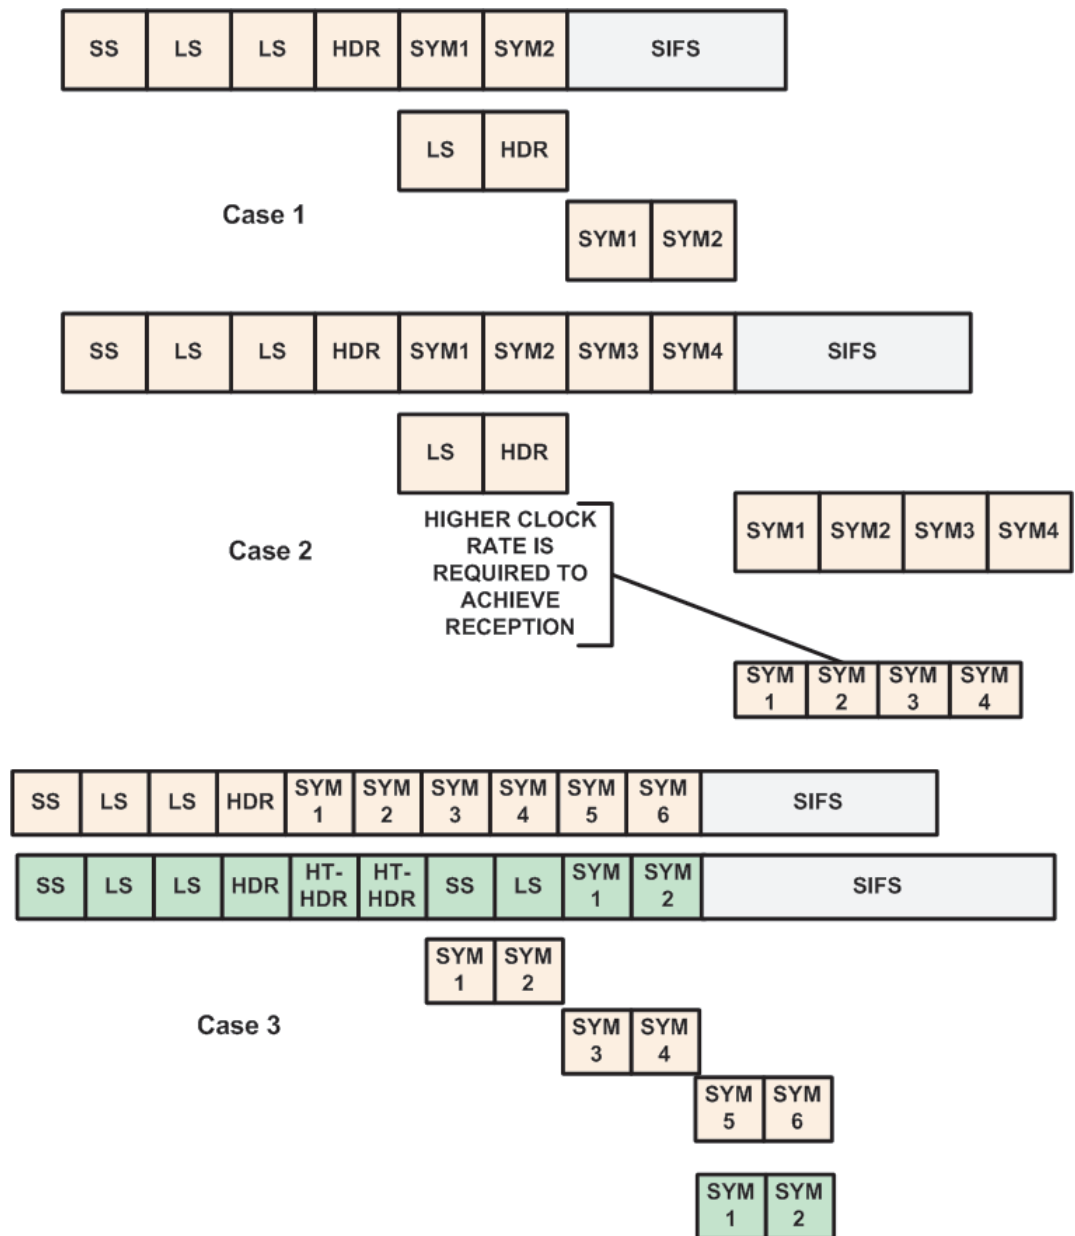 SS LS LS HDR SYM1 SYM2 SIFS
LS HDR
Case 1
SYM1 SYM2
SS LS LS HDR SYM1 SYM2 SYM3 SYM4 SIFS
LS HDR
HIGHER CLOCK
RATE IS
REQUIRED TO
ACHIEVE
RECEPTION
Case 2
SYM1 SYM2 SYM3 SYM4
SYM SYM SYM SYM
1 2 3 4
SS LS LS HDR SYM SYM SYM SYM SYM SYM SIFS
1 2 3 4 5 6
SS LS LS HDR HT- HT- SS LS SYM SYM SIFS
HDR HDR 1 2
SYM SYM
1 2
Case 3
SYM SYM
3 4
SYM SYM
5 6
SYM SYM
1 2